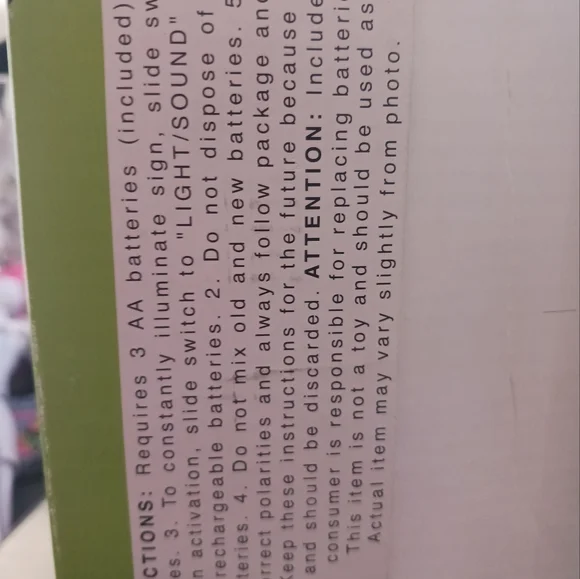 CTIONS: Requires 3 AA batteries (included)
es. 3. To constantly illuminate sign, slide sw
n activation, slide switch to "LIGHT/SOUND"
rechargeable batteries. 2. Do not dispose of
teries. 4. Do not mix old and new batteries. 5
rrect polarities and always follow package and
keep these instructions for the future because
and should be discarded. ATTENTION: Include
consumer is responsible for replacing batteri
This item is not a toy and should be used as
Actual item may vary slightly from photo.